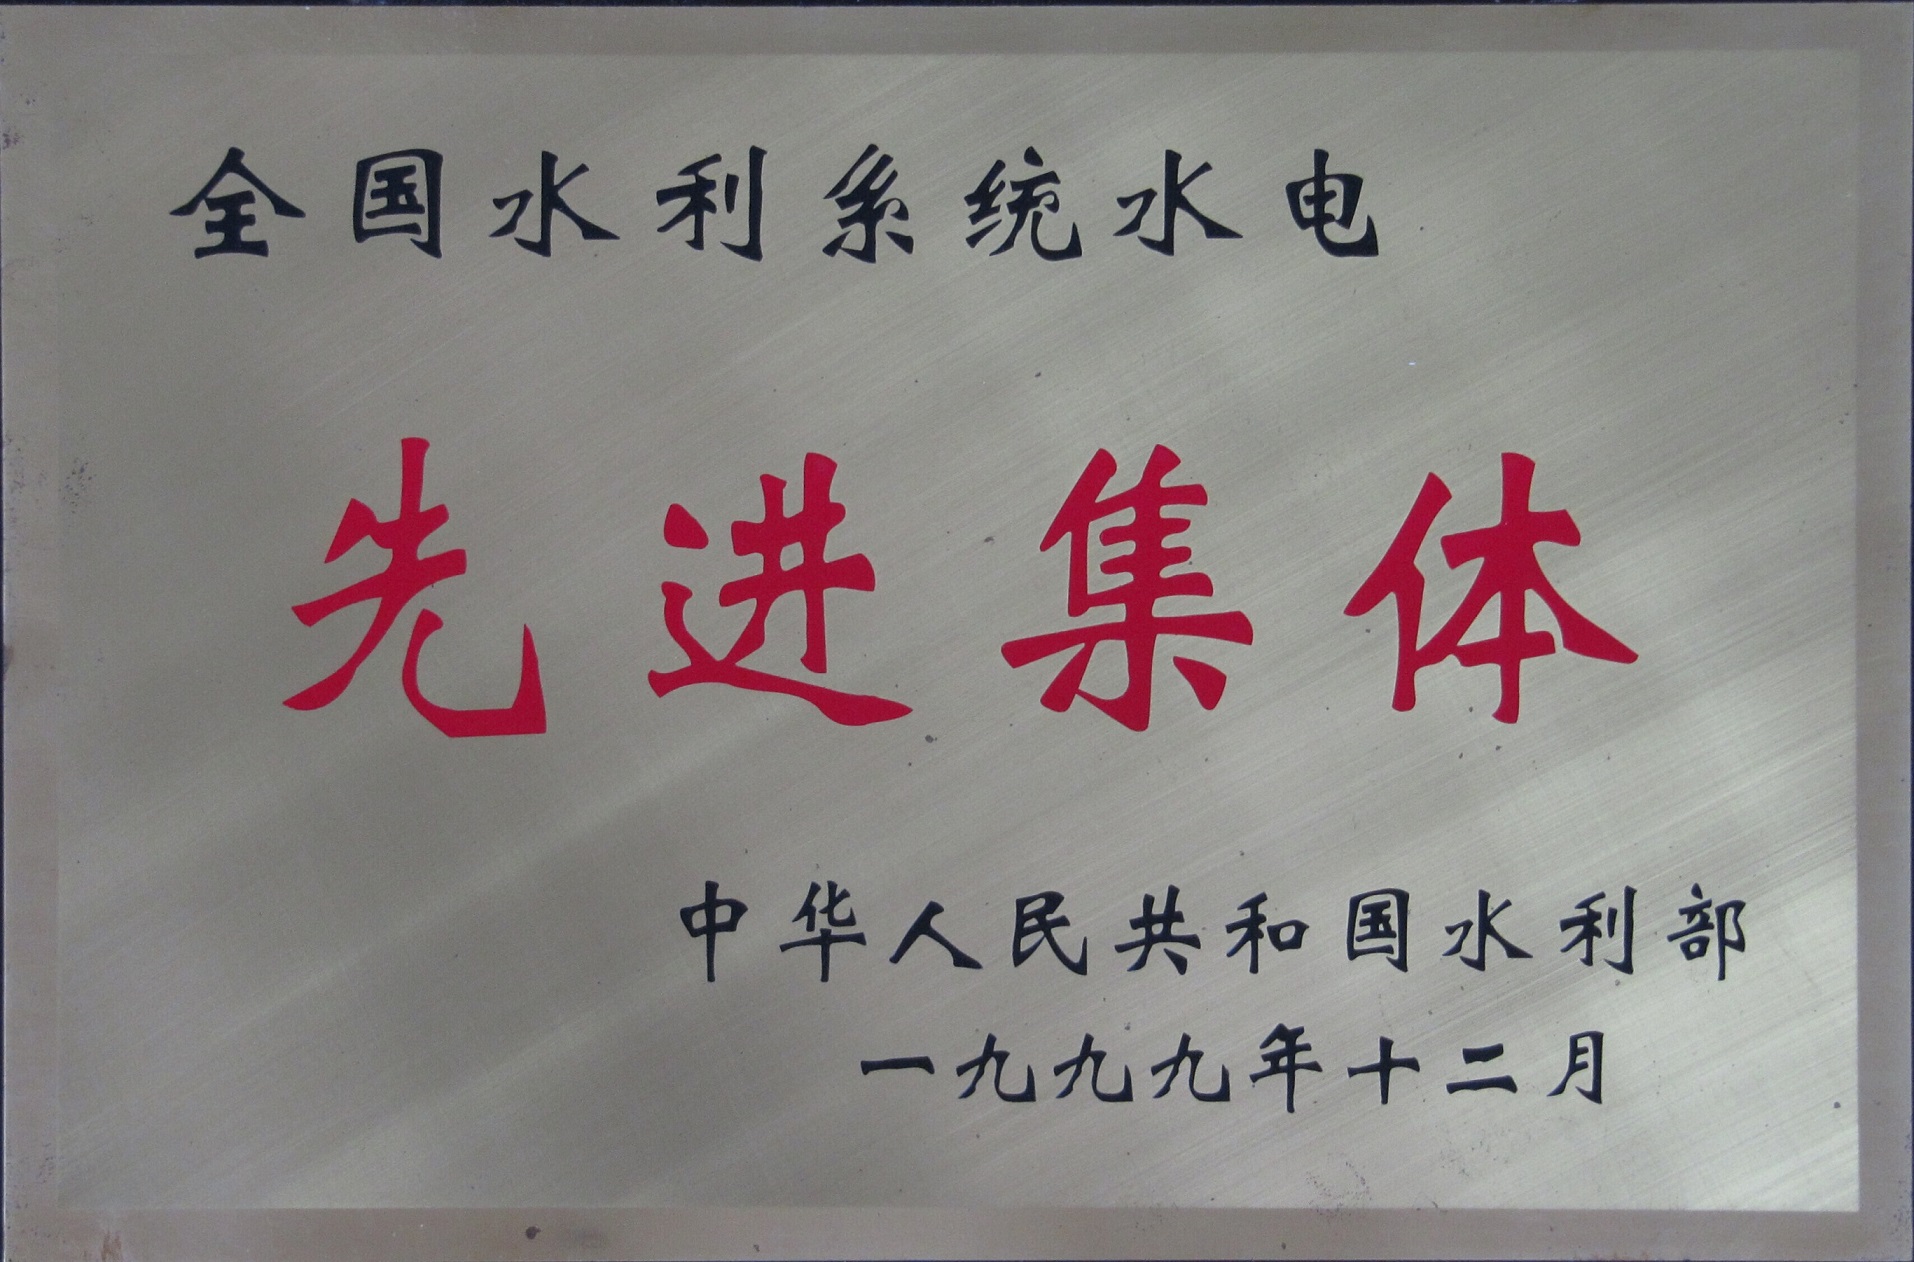 全国水利系统水电
先进集体
中华人民共和国水利部
一九九九年十二月